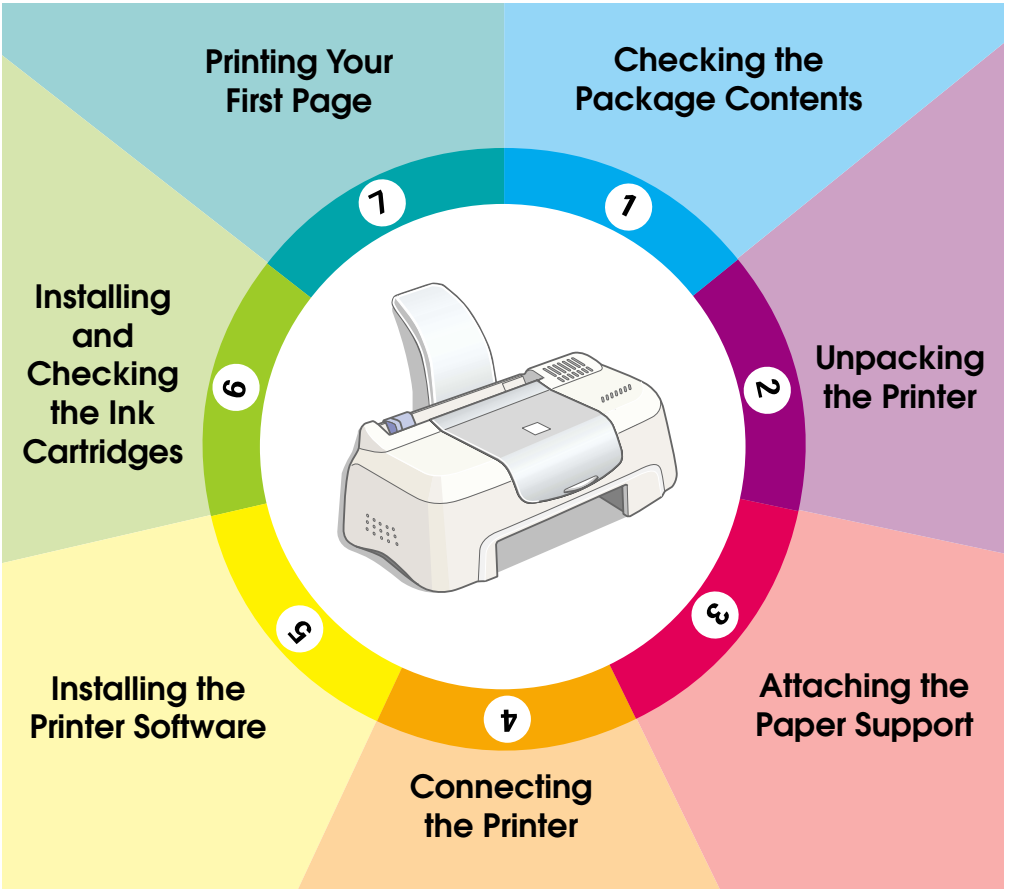 1
Checking the
Package Contents
2
Unpacking
the Printer
3
Attaching the
Paper Support
4
Connecting
the Printer
5
Installing the
Printer Software
6
Installing
and
Checking
the Ink
Cartridges
7
Printing Your
First Page